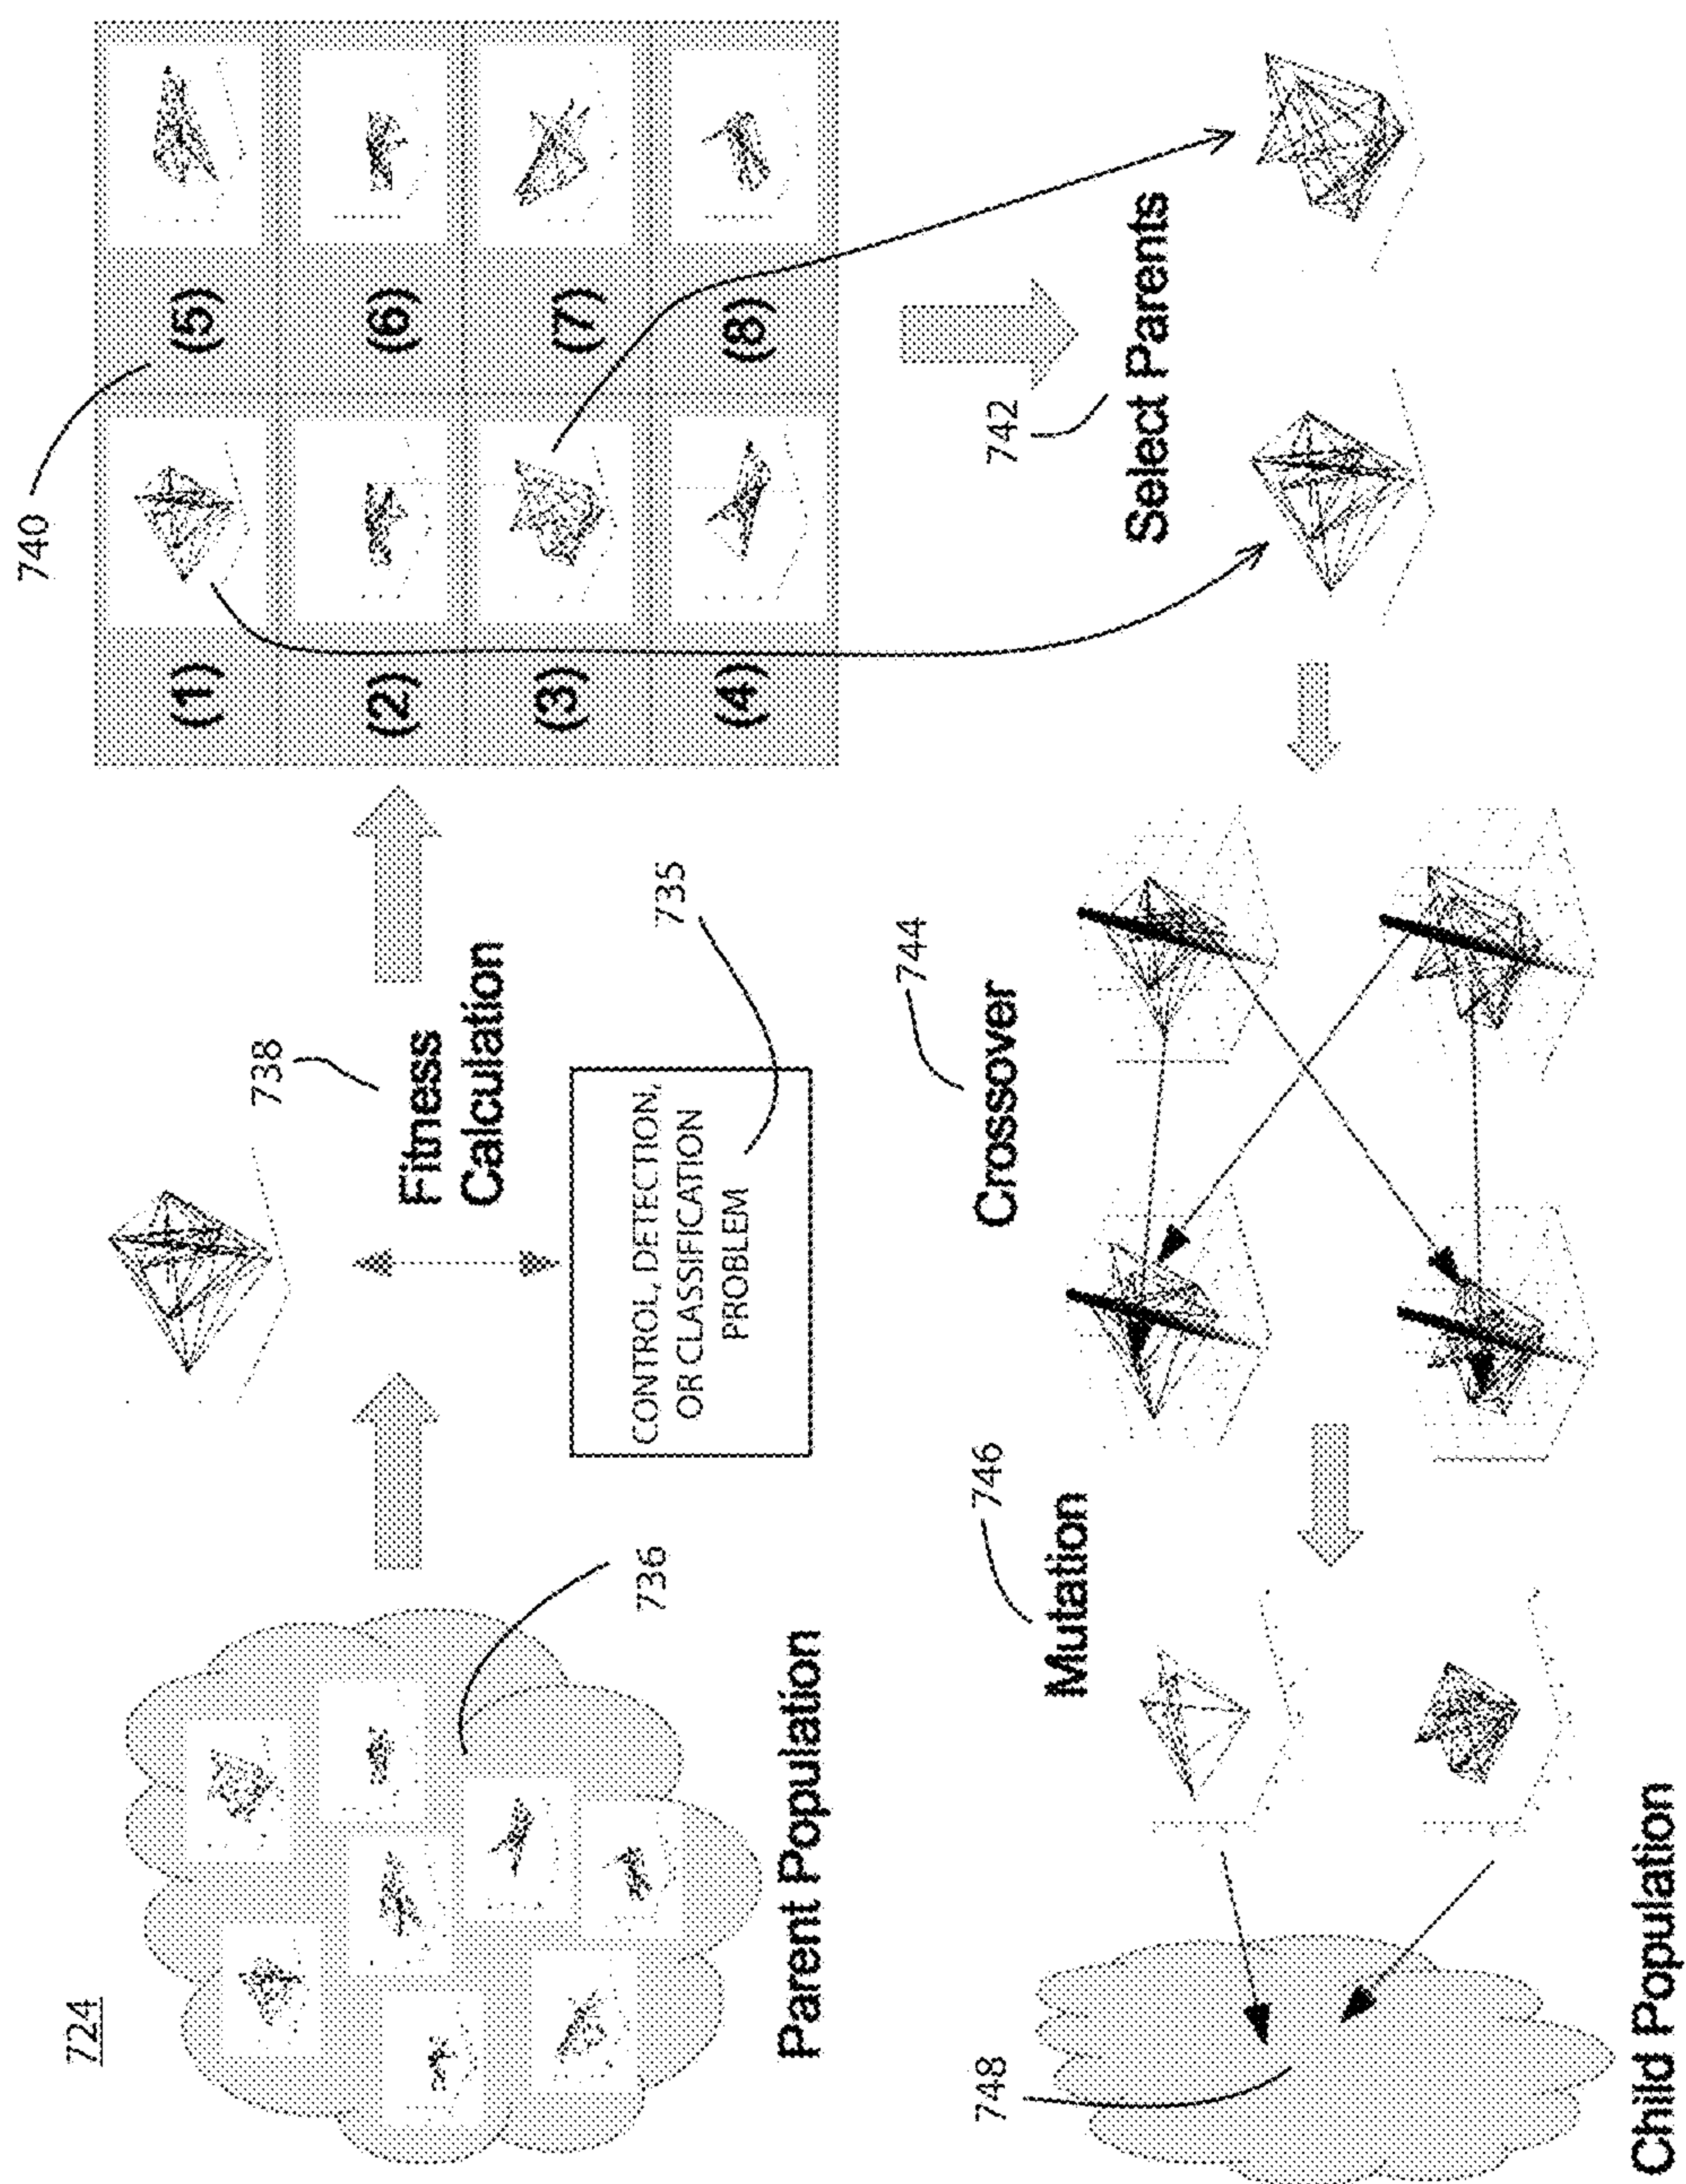 724
736
Parent Population
738
Fitness
Calculation
735
CONTROL, DETECTION,
OR CLASSIFICATION
PROBLEM
740
(1)
(5)
(2)
(6)
(3)
(7)
(4)
(8)
742
Select Parents
744
Crossover
746
Mutation
748
Child Population